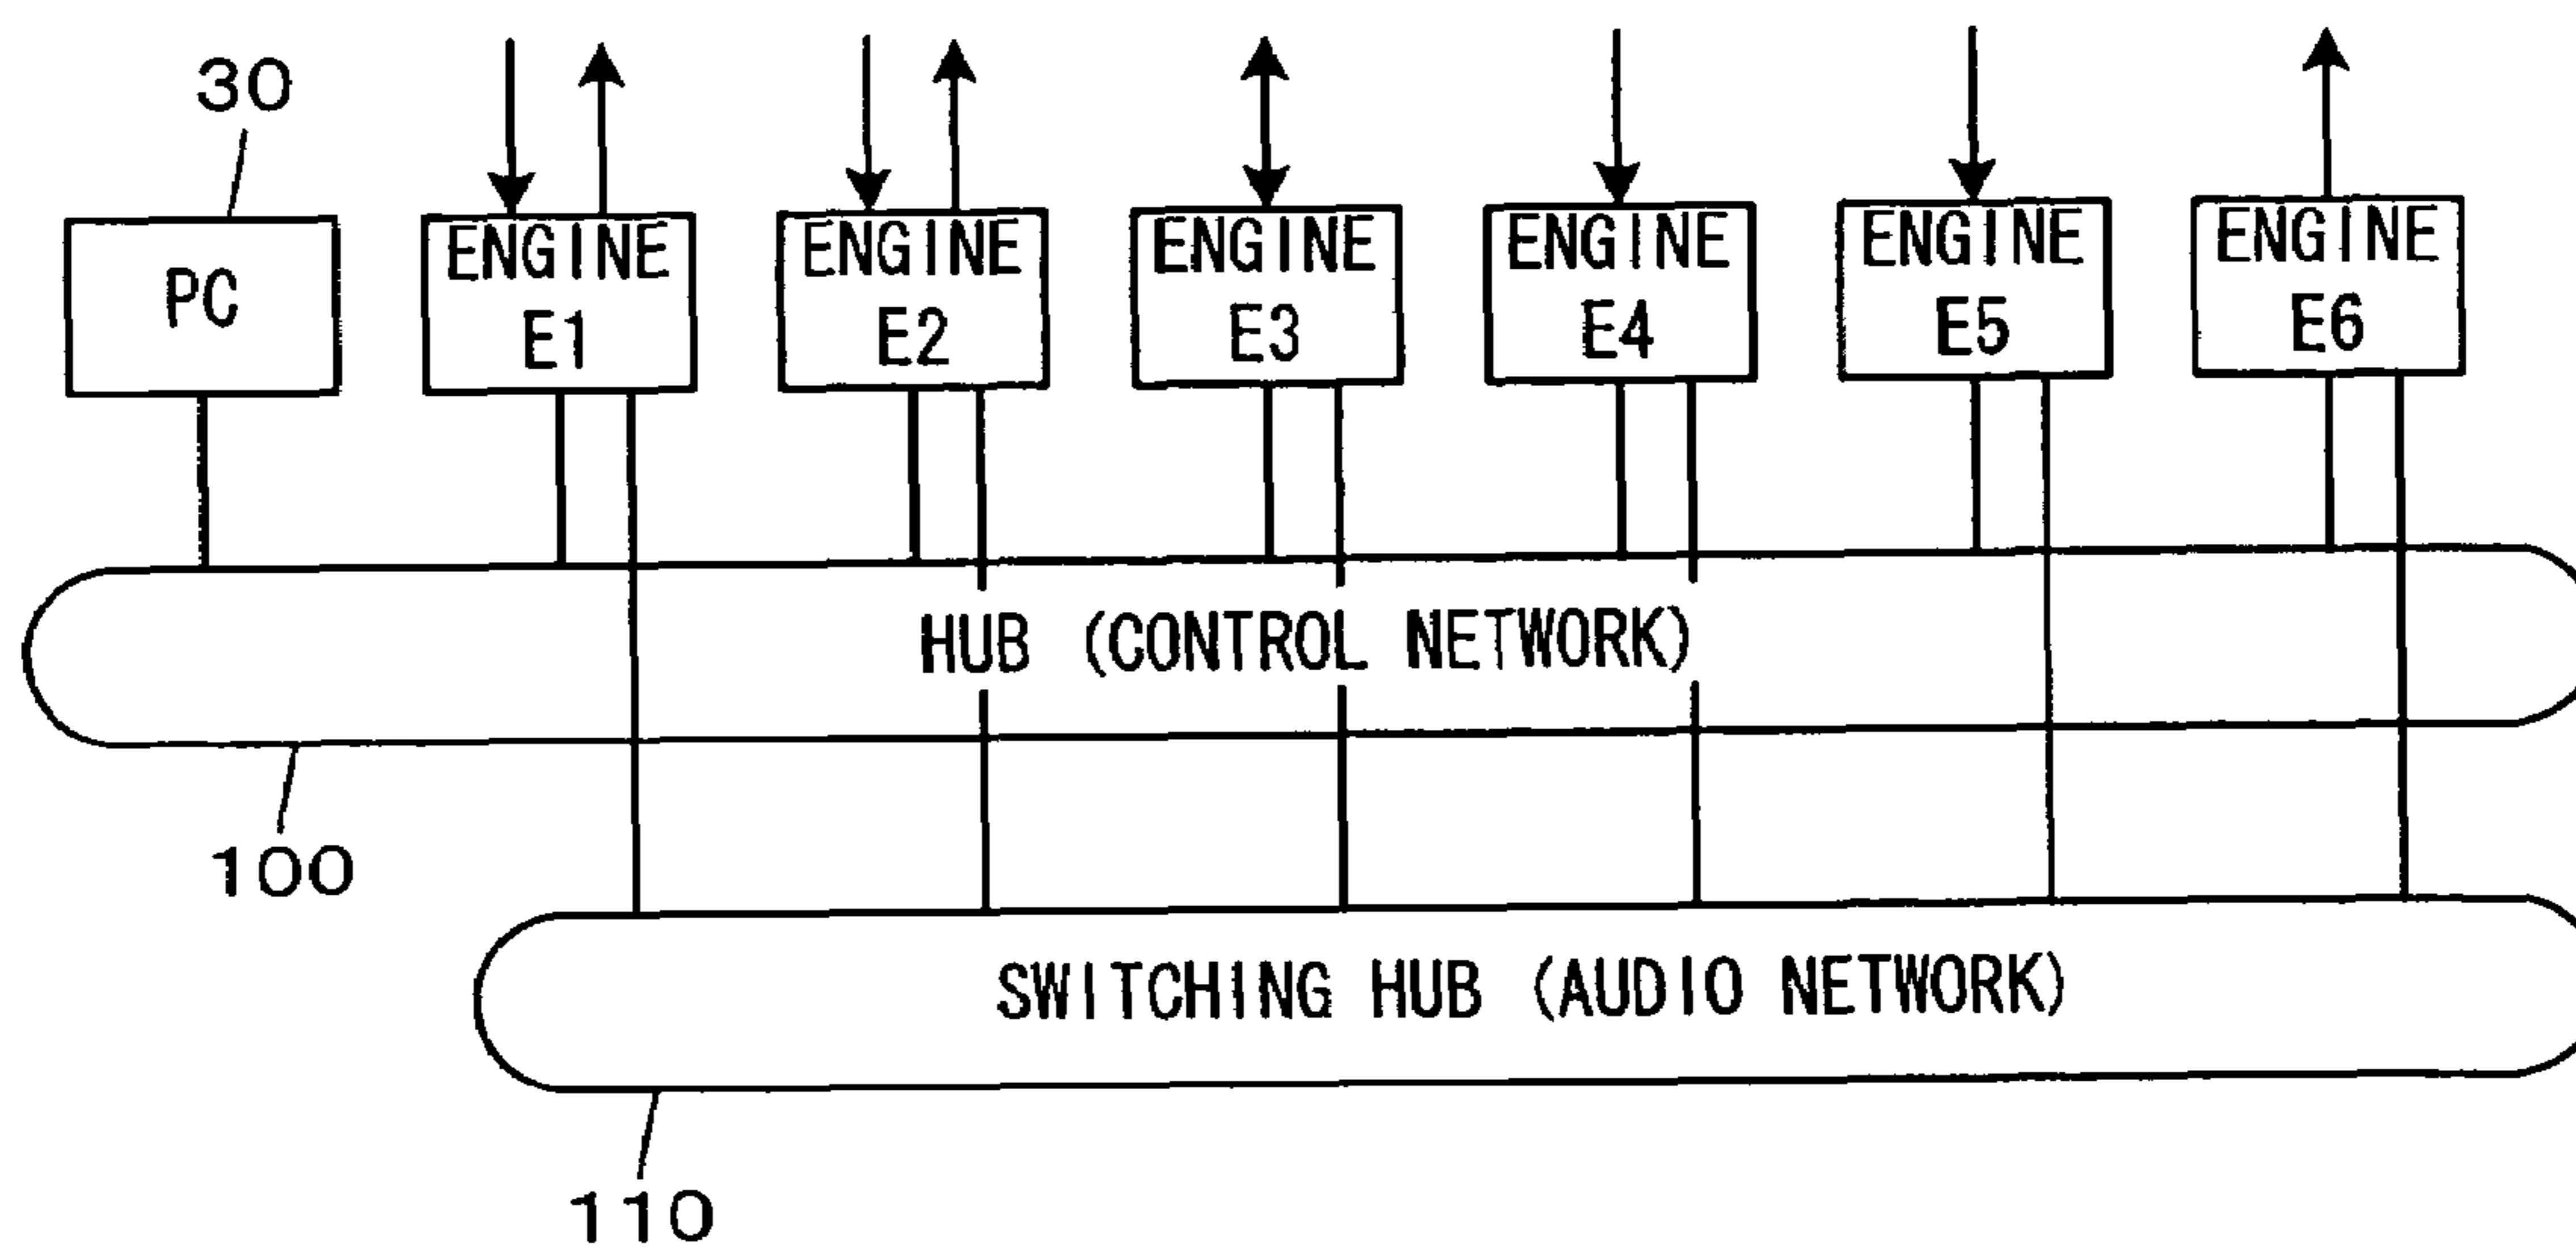 30
PC
ENGINE
E1
ENGINE
E2
ENGINE
E3
ENGINE
E4
ENGINE
E5
ENGINE
E6
HUB (CONTROL NETWORK)
100
SWITCHING HUB (AUDIO NETWORK)
110